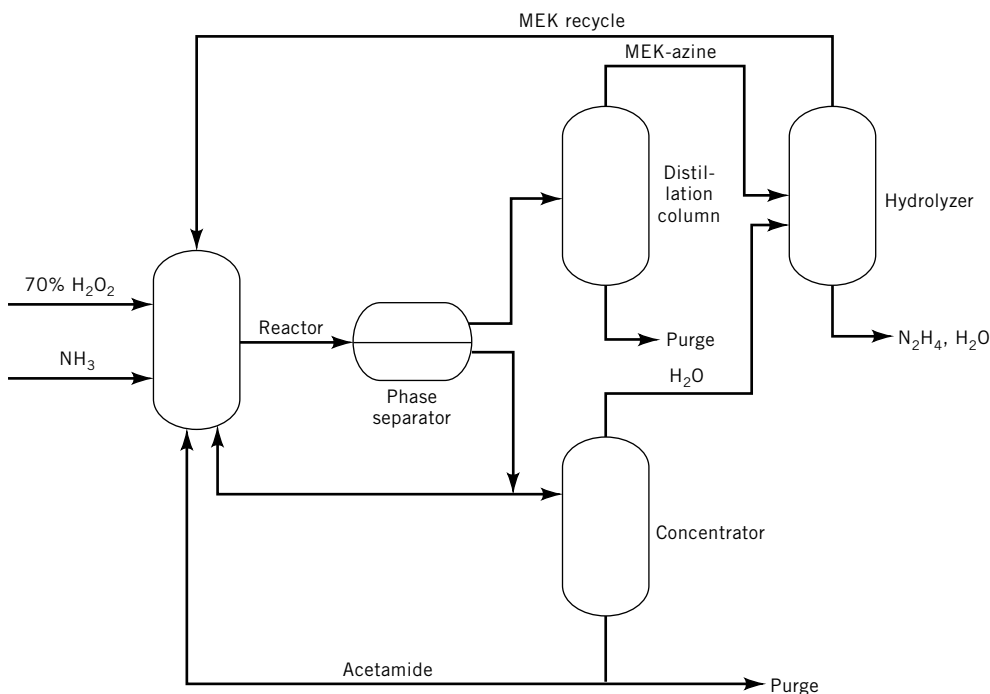 MEK recycle
MEK-azine
Distil-
lation
column
Hydrolyzer
70% H₂O₂
Reactor
NH₃
Phase
separator
Purge
N₂H₄, H₂O
H₂O
Concentrator
Acetamide
Purge